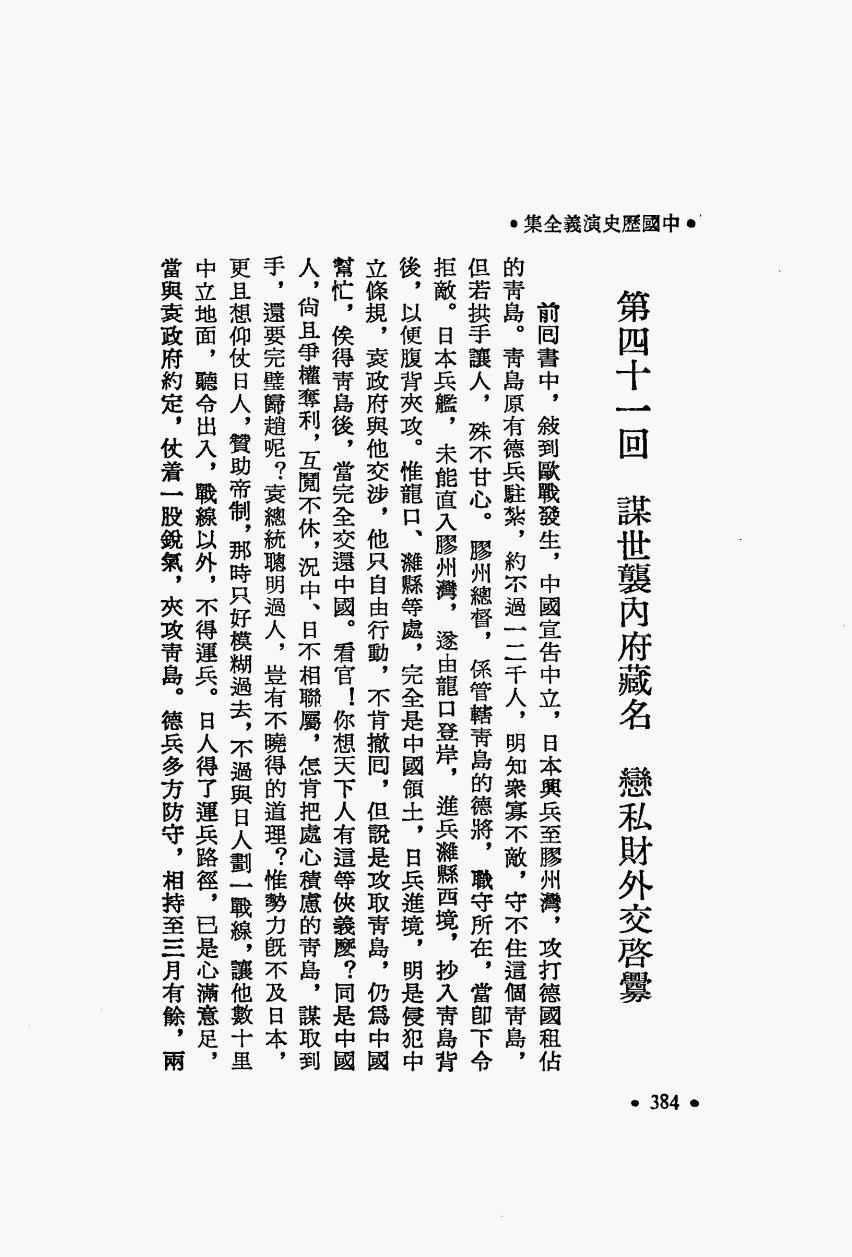 •中國歷史演義全集•
第四十一回　謀世襲內府藏名　戀私財外交啓釁
前回書中，敍到歐戰發生，中國宣告中立，日本興兵至膠州灣，攻打德國租佔
的靑島。靑島原有德兵駐紮，約不過一二千人，明知衆寡不敵，守不住這個靑島，
但若拱手讓人，殊不甘心。膠州總督，係管轄靑島的德將，職守所在，當卽下令
拒敵。日本兵艦，未能直入膠州灣，遂由龍口登岸，進兵濰縣西境，抄入靑島背
後，以便腹背夾攻。惟龍口、濰縣等處，完全是中國領土，日兵進境，明是侵犯中
立條規，袁政府與他交涉，他只自由行動，不肯撤回，但說是攻取靑島，仍爲中國
幫忙，俟得靑島後，當完全交還中國。看官！你想天下人有這等俠義麼？同是中國
人，尙且爭權奪利，互鬩不休，況中、日不相聯屬，怎肯把處心積慮的靑島，謀取到
手，還要完璧歸趙呢？袁總統聰明過人，豈有不曉得的道理？惟勢力旣不及日本，
更且想仰仗日人，贊助帝制，那時只好模糊過去，不過與日人劃一戰線，讓他數十里
中立地面，聽令出入，戰線以外，不得運兵。日人得了運兵路徑，已是心滿意足，
當與袁政府約定，仗着一股銳氣，夾攻靑島。德兵多方防守，相持至三月有餘，兩
• 384 •